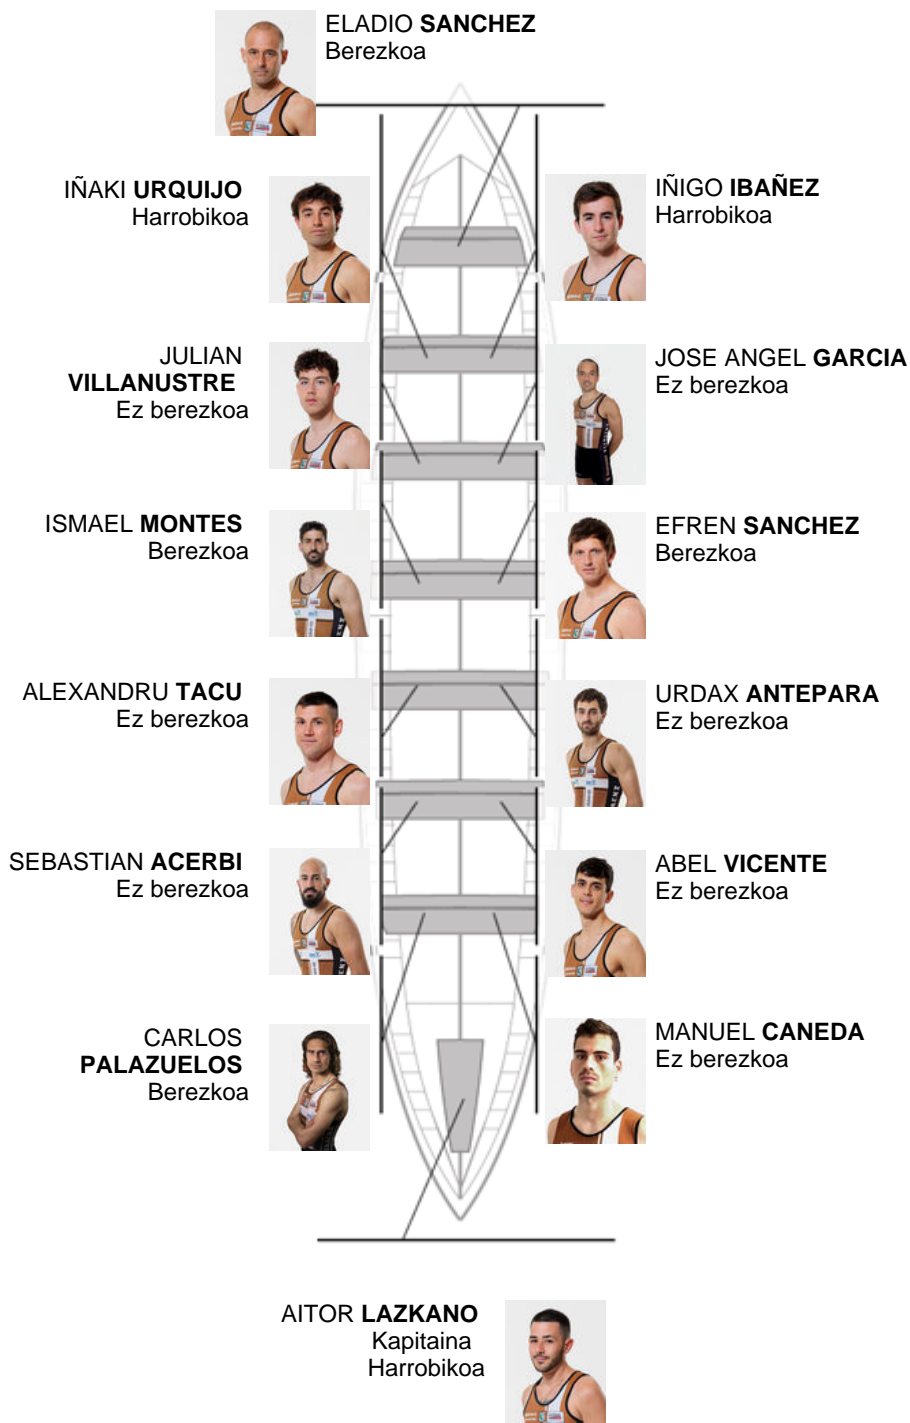 ELADIO SANCHEZ
Berezkoa
IÑAKI URQUIJO
Harrobikoa
IÑIGO IBAÑEZ
Harrobikoa
JULIAN
VILLANUSTRE
Ez berezkoa
JOSE ANGEL GARCIA
Ez berezkoa
ISMAEL MONTES
Berezkoa
EFREN SANCHEZ
Berezkoa
ALEXANDRU TACU
Ez berezkoa
URDAX ANTEPARA
Ez berezkoa
SEBASTIAN ACERBI
Ez berezkoa
ABEL VICENTE
Ez berezkoa
CARLOS
PALAZUELOS
Berezkoa
MANUEL CANEDA
Ez berezkoa
AITOR LAZKANO
Kapitaina
Harrobikoa